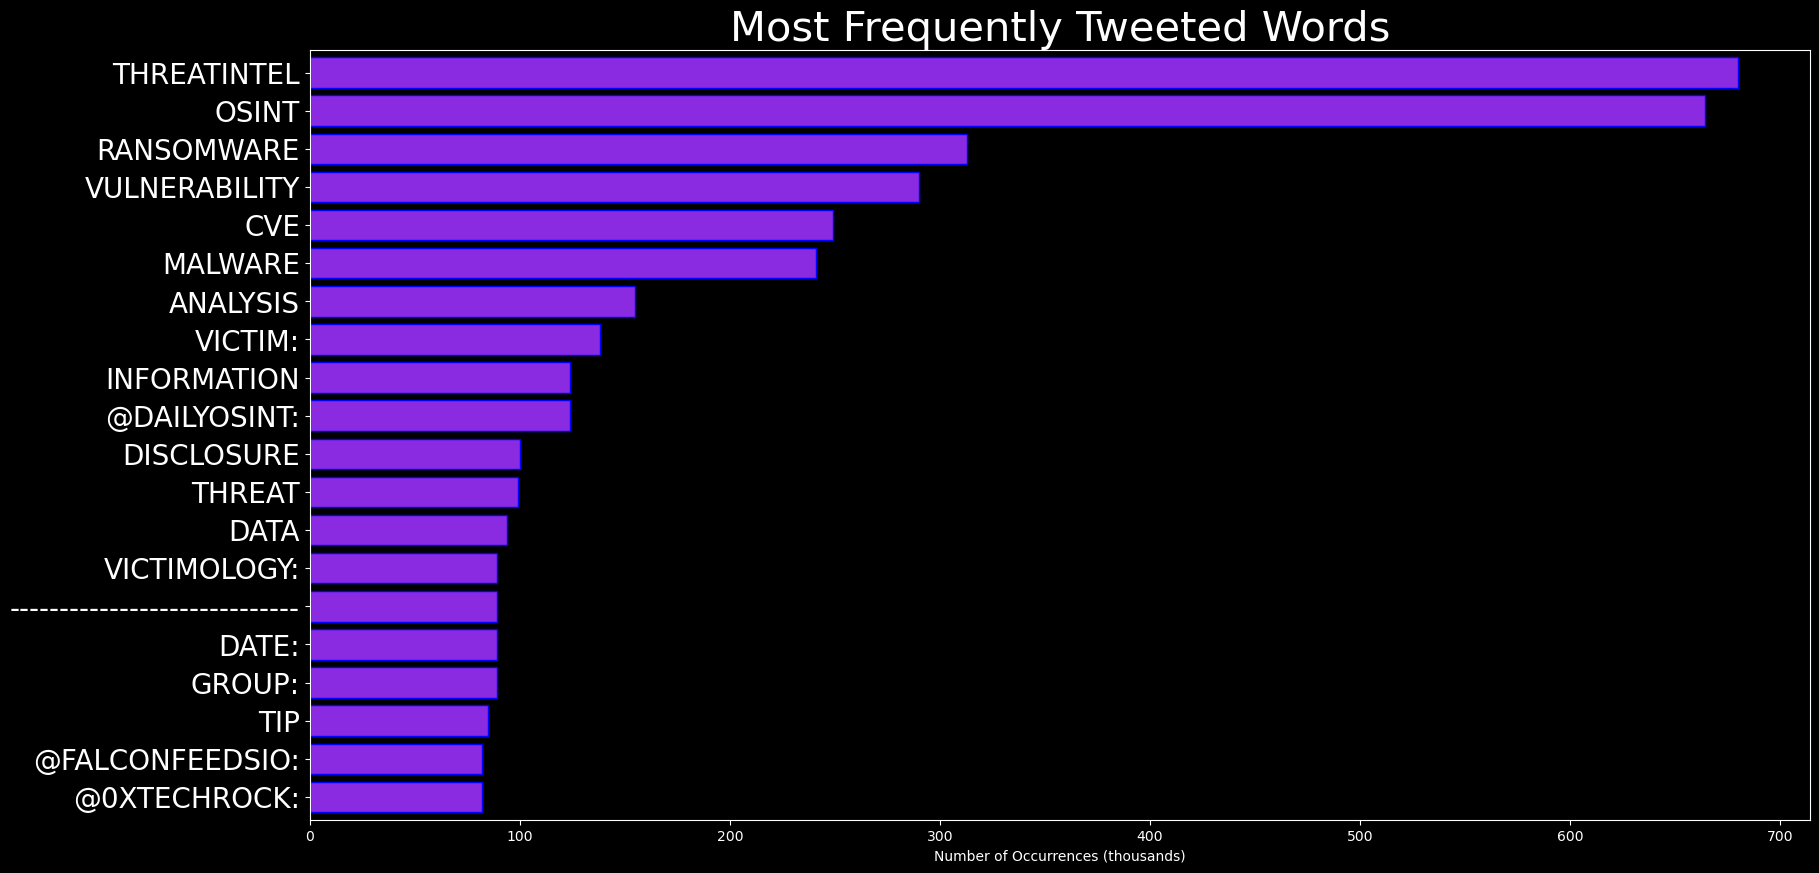 Most Frequently Tweeted Words
THREATINTEL
OSINT
RANSOMWARE
VULNERABILITY
CVE
MALWARE
ANALYSIS
VICTIM:
INFORMATION
@DAILYOSINT:
DISCLOSURE
THREAT
DATA
VICTIMOLOGY:
-----------------------------
DATE:
GROUP:
TIP
@FALCONFEEDSIO:
@0XTECHROCK:
0 100 200 300 400 500 600 700
Number of Occurrences (thousands)